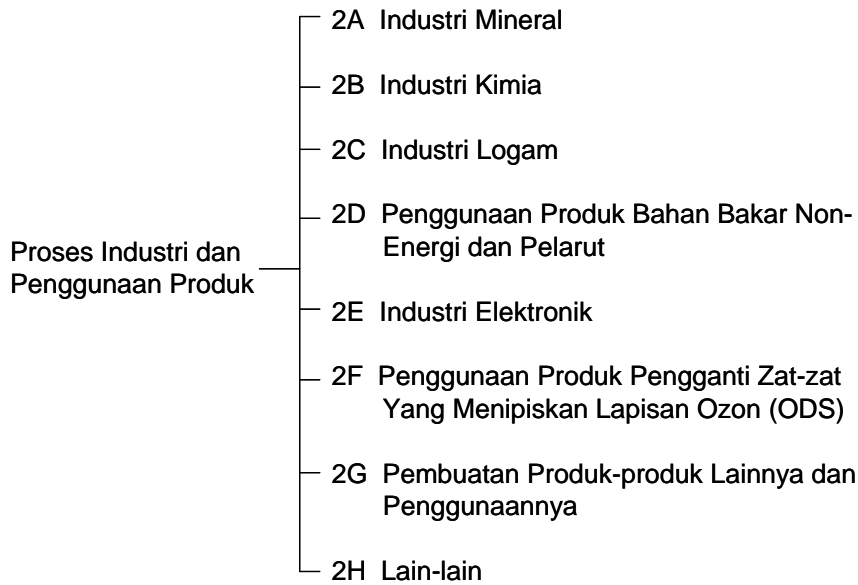 Proses Industri dan
Penggunaan Produk
2A Industri Mineral
2B Industri Kimia
2C Industri Logam
2D Penggunaan Produk Bahan Bakar Non-
Energi dan Pelarut
2E Industri Elektronik
2F Penggunaan Produk Pengganti Zat-zat
Yang Menipiskan Lapisan Ozon (ODS)
2G Pembuatan Produk-produk Lainnya dan
Penggunaannya
2H Lain-lain